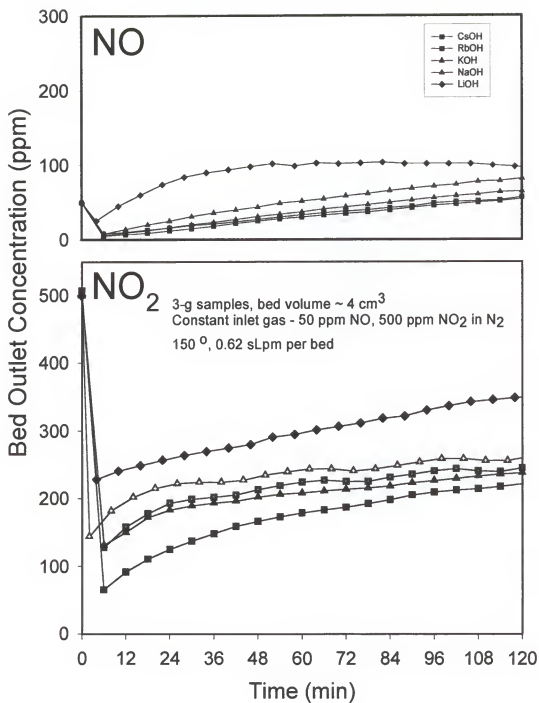 300
NO
CsOH
RbOH
KOH
NaOH
LiOH
200
100
0
Bed Outlet Concentration (ppm)
NO2
3-g samples, bed volume ~ 4 cm3
Constant inlet gas - 50 ppm NO, 500 ppm NO2 in N2
150 o, 0.62 sLpm per bed
500
400
300
200
100
0
0 12 24 36 48 60 72 84 96 108 120
Time (min)